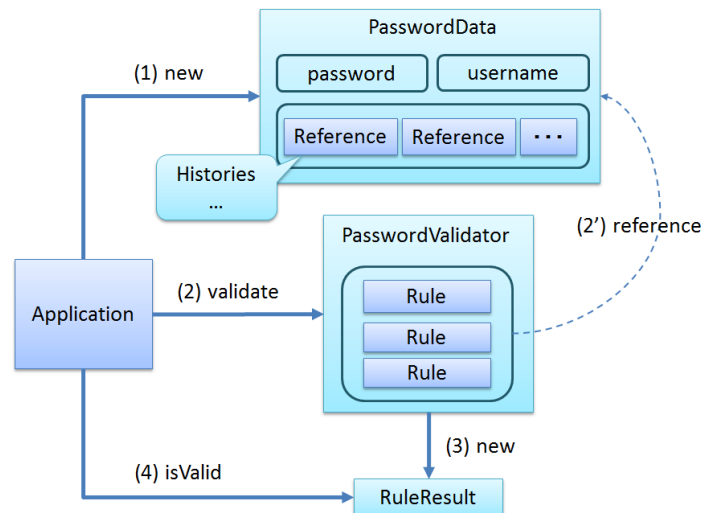 PasswordData
(1) new
password
username
Reference
Reference
･･･
Histories
...
(2') reference
PasswordValidator
(2) validate
Application
Rule
Rule
Rule
(3) new
(4) isValid
RuleResult